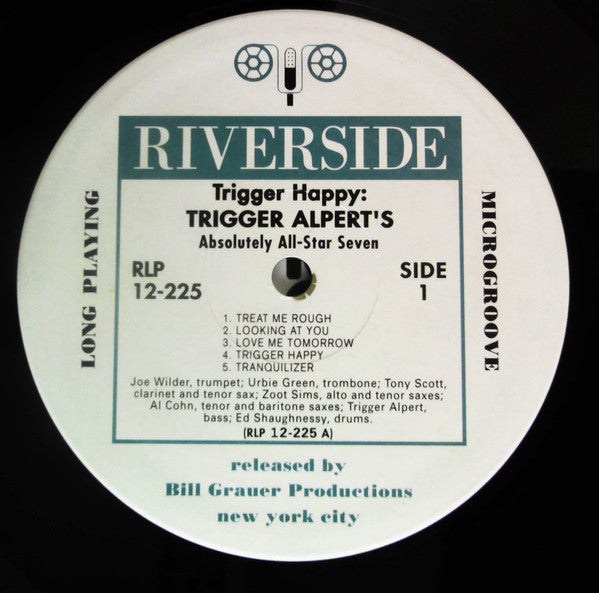 RIVERSIDE
Trigger Happy:
TRIGGER ALPERT'S
Absolutely All-Star Seven
LONG PLAYING
MICROGROOVE
RLP
12-225
SIDE
1
1. TREAT ME ROUGH
2. LOOKING AT YOU
3. LOVE ME TOMORROW
4. TRIGGER HAPPY
5. TRANQUILIZER
Joe Wilder, trumpet; Urbie Green, trombone; Tony Scott,
clarinet and tenor sax; Zoot Sims, alto and tenor saxes;
Al Cohn, tenor and baritone saxes; Trigger Alpert,
bass; Ed Shaughnessy, drums.
(RLP 12-225 A)
released by
Bill Grauer Productions
new york city